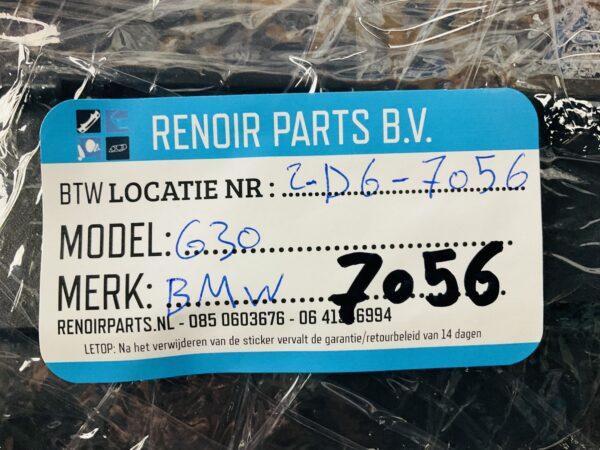 RENOIR PARTS B.V.
BTW LOCATIE NR : 2-D6-7056
MODEL: G30
MERK: BMW 7056
RENOIRPARTS.NL - 085 0603676 - 06
LETOP: Na het verwijderen van de sticker vervalt de garantie/retourbeleid van 14 dagen